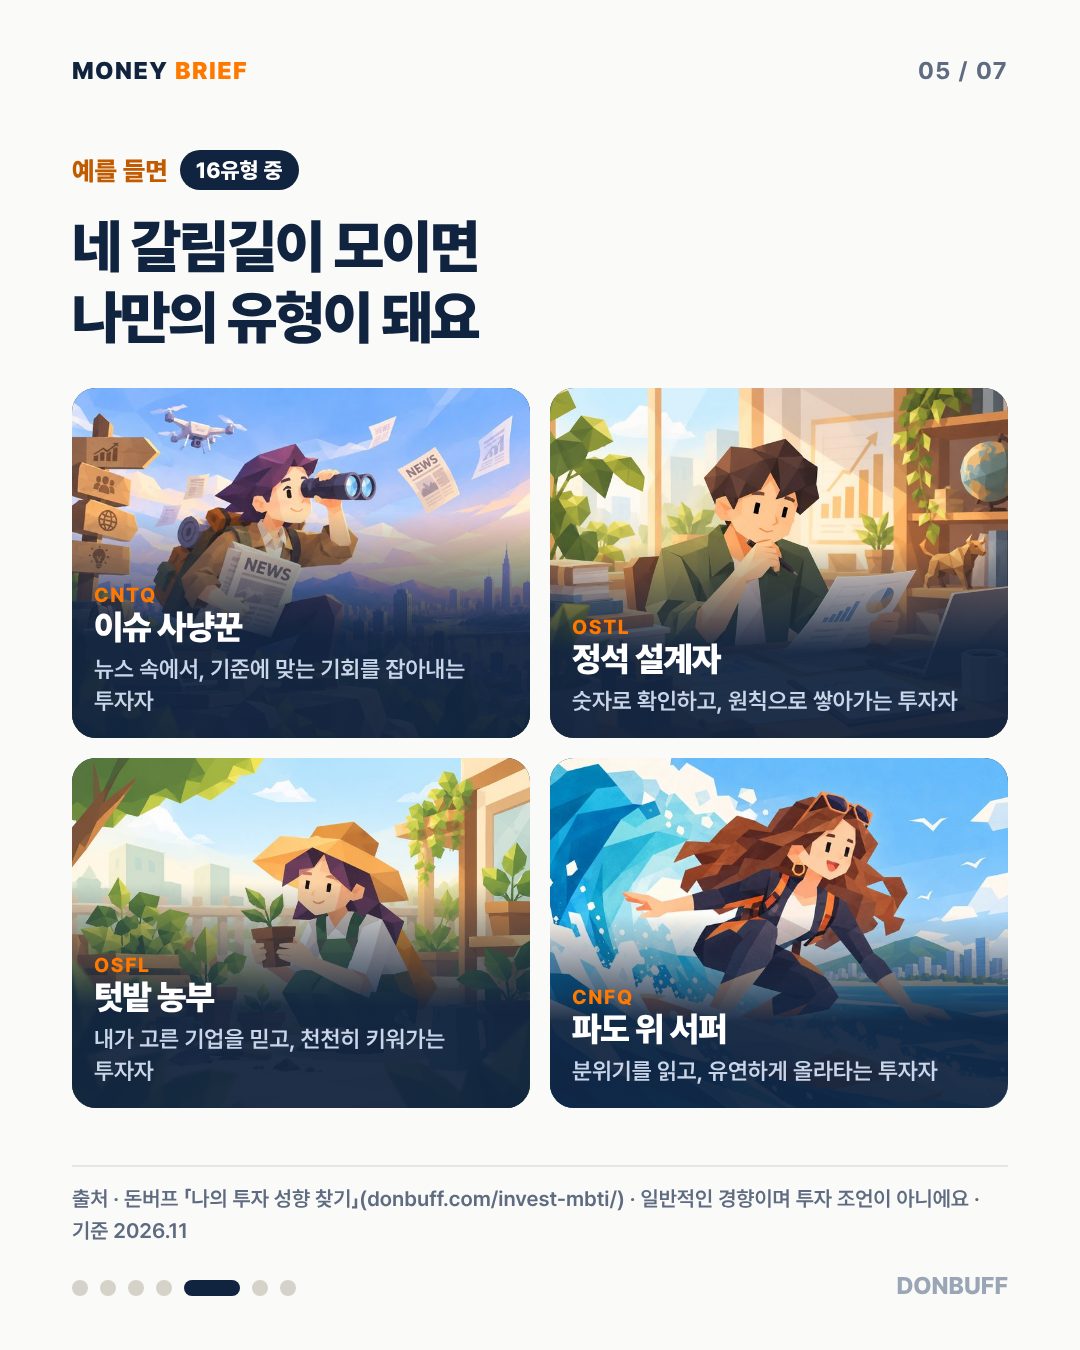 MONEY BRIEF
05 / 07
예를 들면
16유형 중
네 갈림길이 모이면
나만의 유형이 돼요
NEWS
NEWS
NEWS
CNTQ
이슈 사냥꾼
뉴스 속에서, 기준에 맞는 기회를 잡아내는
투자자
OSTL
정석 설계자
숫자로 확인하고, 원칙으로 쌓아가는 투자자
OSFL
텃밭 농부
내가 고른 기업을 믿고, 천천히 키워가는
투자자
CNFQ
파도 위 서퍼
분위기를 읽고, 유연하게 올라타는 투자자
출처 · 돈버프 「나의 투자 성향 찾기」(donbuff.com/invest-mbti/) · 일반적인 경향이며 투자 조언이 아니에요 ·
기준 2026.11
DONBUFF